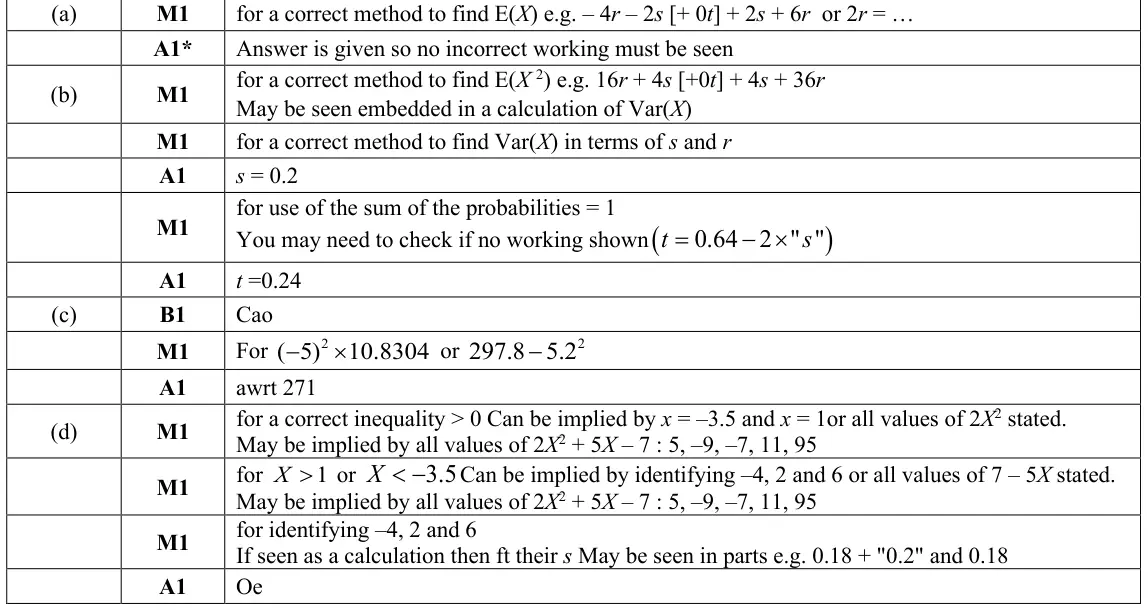 (a) M1 for a correct method to find E(X) e.g. – 4r – 2s [+ 0t] + 2s + 6r or 2r = …
A1* Answer is given so no incorrect working must be seen
(b) M1 for a correct method to find E(X²) e.g. 16r + 4s [+0t] + 4s + 36r
May be seen embedded in a calculation of Var(X)
M1 for a correct method to find Var(X) in terms of s and r
A1 s = 0.2
M1 for use of the sum of the probabilities = 1
You may need to check if no working shown (t = 0.64 − 2 × "s")
A1 t =0.24
(c) B1 Cao
M1 For (−5)² × 10.8304 or 297.8 − 5.2²
A1 awrt 271
(d) M1 for a correct inequality > 0 Can be implied by x = –3.5 and x = 1or all values of 2X² stated.
May be implied by all values of 2X² + 5X – 7 : 5, –9, –7, 11, 95
M1 for X > 1 or X < −3.5 Can be implied by identifying –4, 2 and 6 or all values of 7 – 5X stated.
May be implied by all values of 2X² + 5X – 7 : 5, –9, –7, 11, 95
M1 for identifying –4, 2 and 6
If seen as a calculation then ft their s May be seen in parts e.g. 0.18 + "0.2" and 0.18
A1 Oe